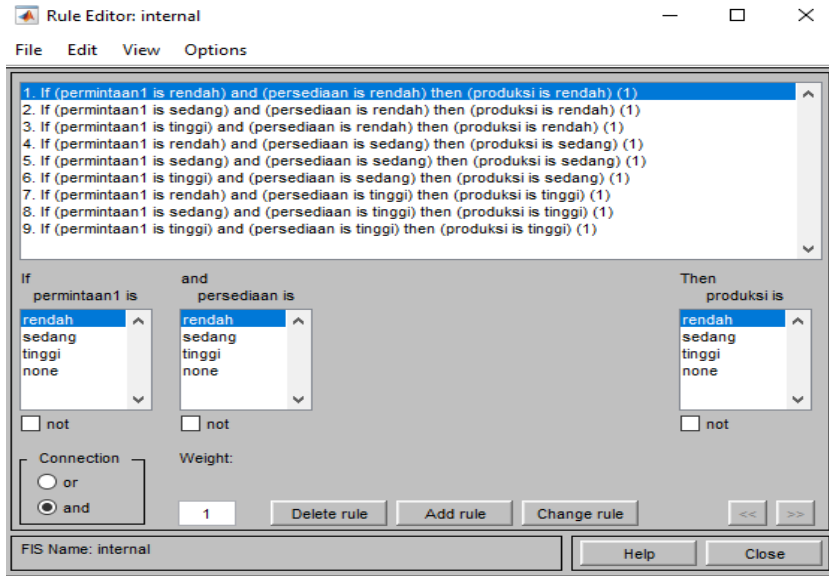 Rule Editor: internal
File Edit View Options
1. If (permintaan1 is rendah) and (persediaan is rendah) then (produksi is rendah) (1)
2. If (permintaan1 is sedang) and (persediaan is rendah) then (produksi is rendah) (1)
3. If (permintaan1 is tinggi) and (persediaan is rendah) then (produksi is rendah) (1)
4. If (permintaan1 is rendah) and (persediaan is sedang) then (produksi is sedang) (1)
5. If (permintaan1 is sedang) and (persediaan is sedang) then (produksi is sedang) (1)
6. If (permintaan1 is tinggi) and (persediaan is sedang) then (produksi is sedang) (1)
7. If (permintaan1 is rendah) and (persediaan is tinggi) then (produksi is tinggi) (1)
8. If (permintaan1 is sedang) and (persediaan is tinggi) then (produksi is tinggi) (1)
9. If (permintaan1 is tinggi) and (persediaan is tinggi) then (produksi is tinggi) (1)
If
permintaan1 is
rendah
sedang
tinggi
none
not
and
persediaan is
rendah
sedang
tinggi
none
not
Then
produksi is
rendah
sedang
tinggi
none
not
Connection
or
and
Weight:
1
Delete rule
Add rule
Change rule
<<
>>
FIS Name: internal
Help
Close